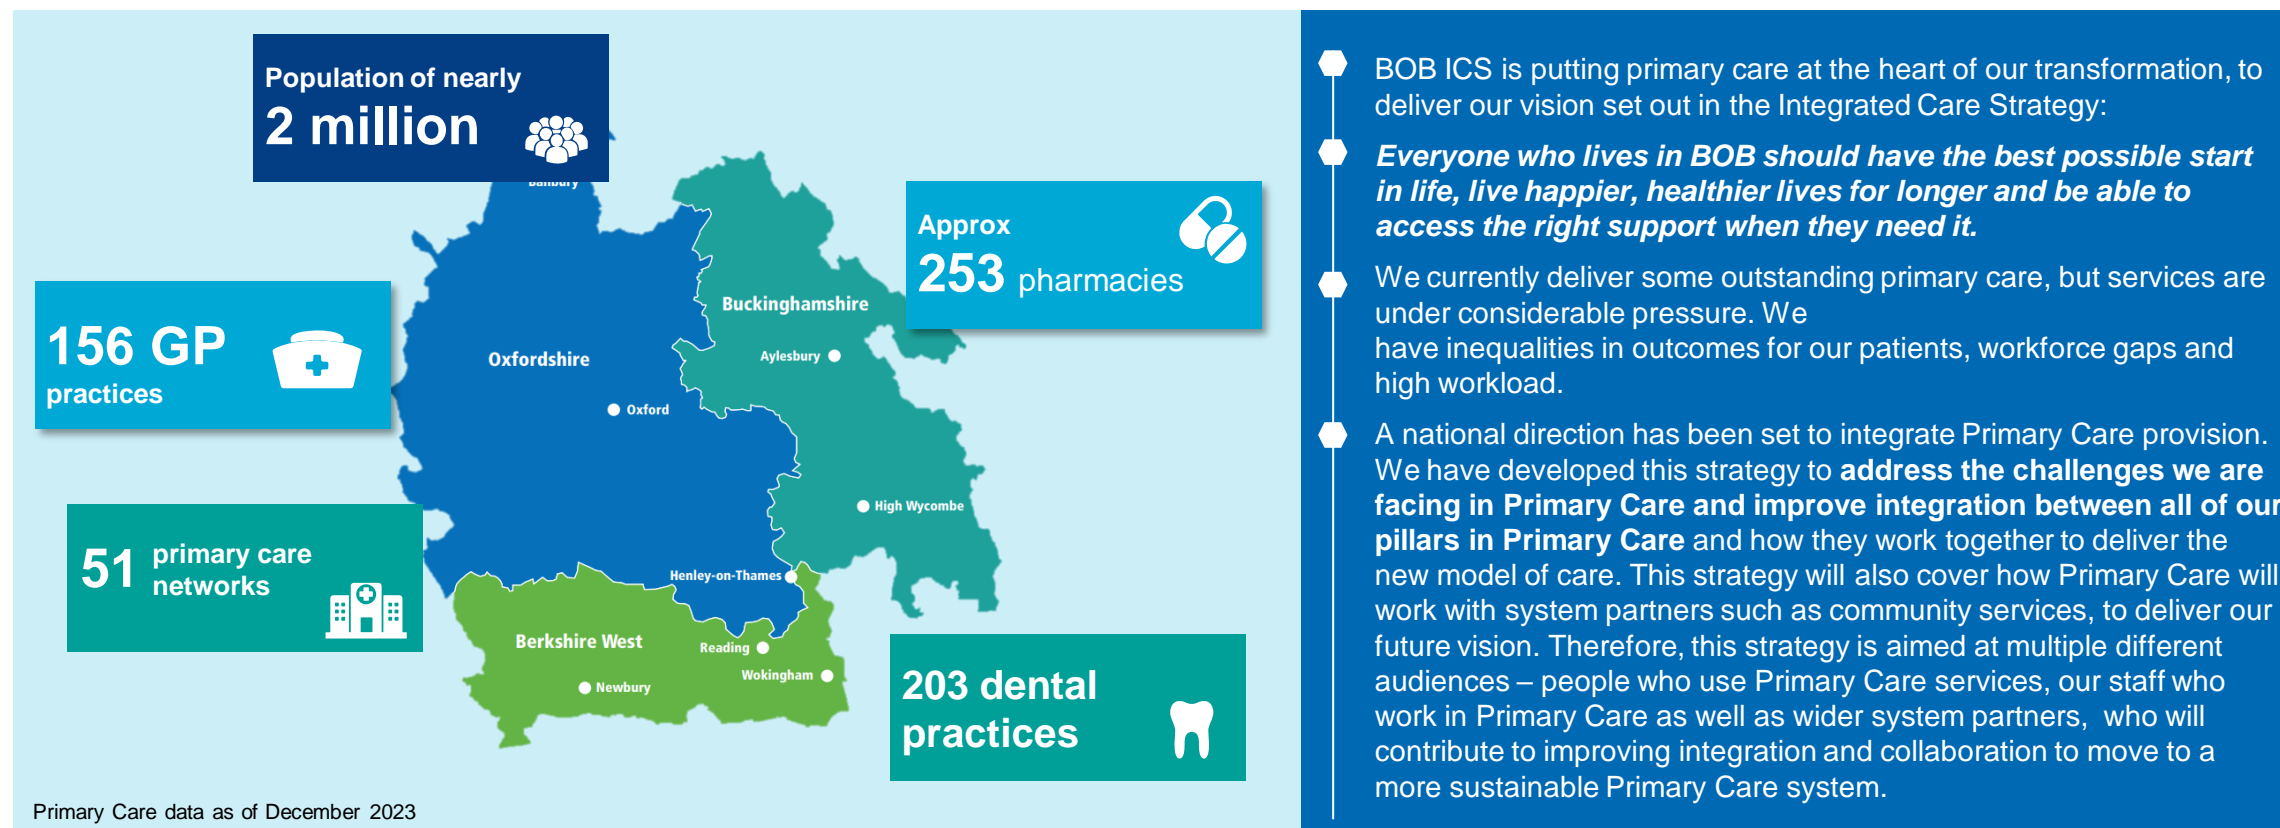 Population of nearly
2 million
Banbury
Approx
253 pharmacies
Buckinghamshire
156 GP
practices
Aylesbury
Oxfordshire
Oxford
High Wycombe
51 primary care
networks
Henley-on-Thames
Berkshire West
Reading
Wokingham
Newbury
203 dental
practices
Primary Care data as of December 2023
BOB ICS is putting primary care at the heart of our transformation, to
deliver our vision set out in the Integrated Care Strategy:
Everyone who lives in BOB should have the best possible start
in life, live happier, healthier lives for longer and be able to
access the right support when they need it.
We currently deliver some outstanding primary care, but services are
under considerable pressure. We
have inequalities in outcomes for our patients, workforce gaps and
high workload.
A national direction has been set to integrate Primary Care provision.
We have developed this strategy to address the challenges we are
facing in Primary Care and improve integration between all of our
pillars in Primary Care and how they work together to deliver the
new model of care. This strategy will also cover how Primary Care will
work with system partners such as community services, to deliver our
future vision. Therefore, this strategy is aimed at multiple different
audiences – people who use Primary Care services, our staff who
work in Primary Care as well as wider system partners, who will
contribute to improving integration and collaboration to move to a
more sustainable Primary Care system.